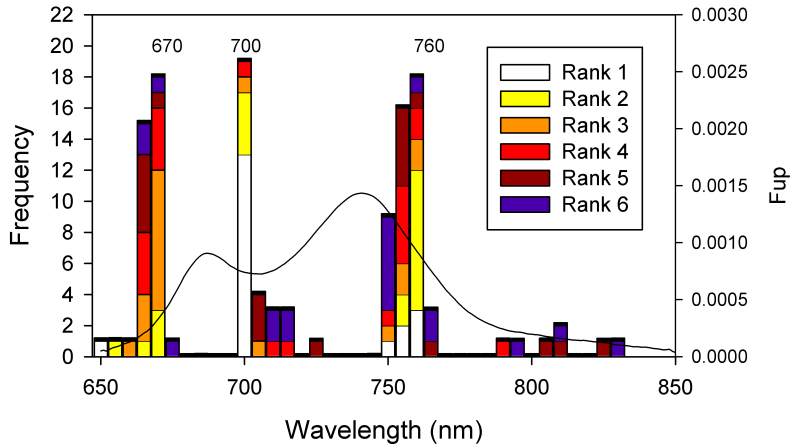 670 700 760
22
20
18
16
14
12
10
8
6
4
2
0
Frequency
0.0030
0.0025
0.0020
0.0015
0.0010
0.0005
0.0000
Fup
Rank 1
Rank 2
Rank 3
Rank 4
Rank 5
Rank 6
650 700 750 800 850
Wavelength (nm)